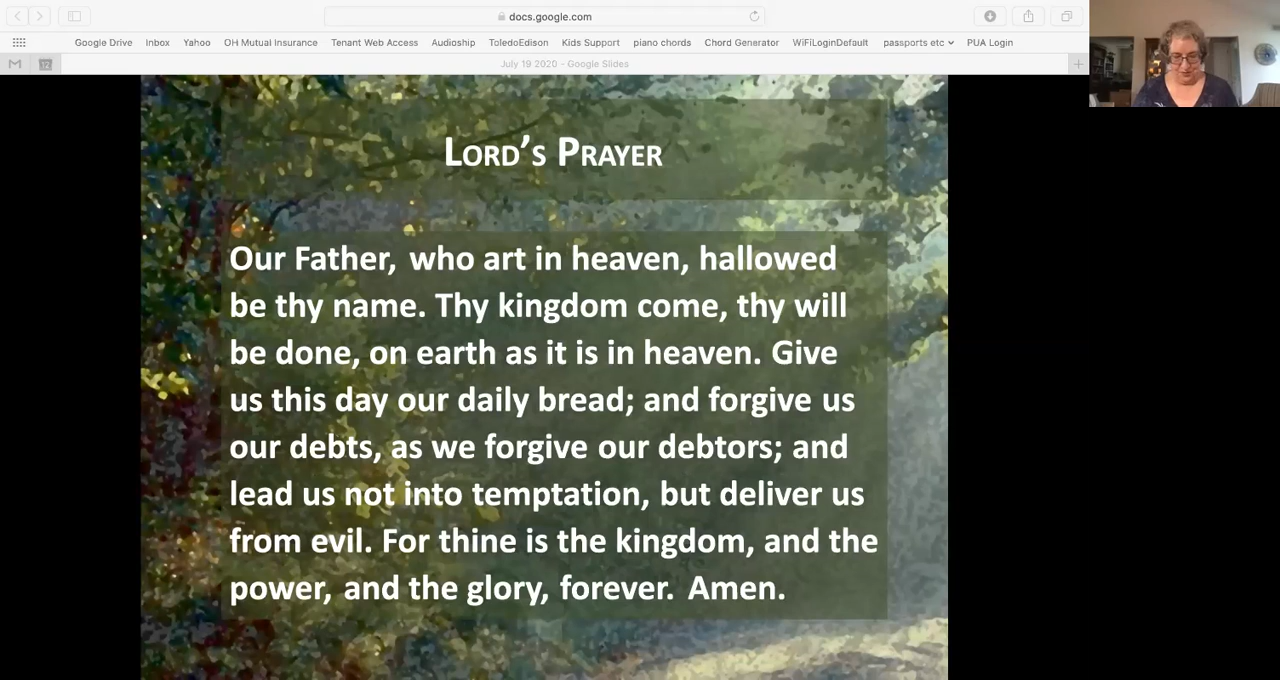 docs.google.com
Google Drive Inbox Yahoo OH Mutual Insurance Tenant Web Access Audioship ToledoEdison Kids Support piano chords Chord Generator WiFiLoginDefault passports etc PUA Login
July 19 2020 - Google Slides
LORD'S PRAYER
Our Father, who art in heaven, hallowed
be thy name. Thy kingdom come, thy will
be done, on earth as it is in heaven. Give
us this day our daily bread; and forgive us
our debts, as we forgive our debtors; and
lead us not into temptation, but deliver us
from evil. For thine is the kingdom, and the
power, and the glory, forever. Amen.